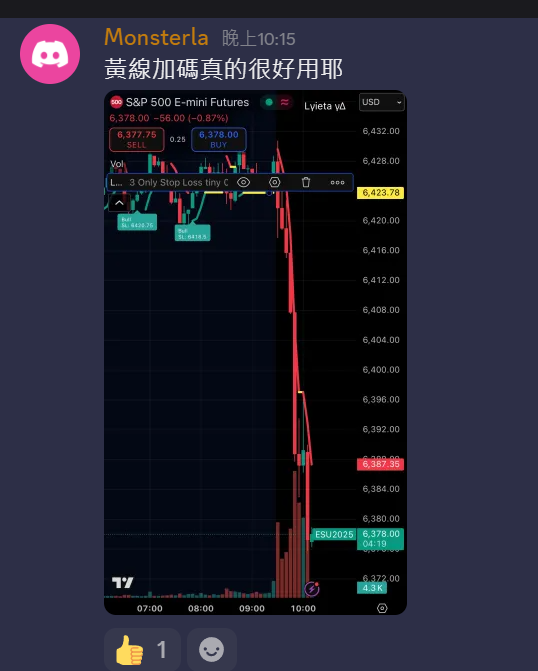 Monsterla 晚上10:15
黃線加碼真的很好用耶
500 S&P 500 E-mini Futures
Lyieta γΔ
USD
6,378.00 −56.00 (−0.87%)
6,377.75
SELL
0.25
6,378.00
BUY
Vol
L... 3 Only Stop Loss tiny
Bull
SL: 6420.75
Bull
SL: 6419.5
6,432.00
6,428.00
6,423.78
6,420.00
6,416.00
6,412.00
6,408.00
6,404.00
6,400.00
6,396.00
6,392.00
6,387.35
6,384.00
6,380.00
ESU2025 6,378.00
04:19
6,372.00
4.3 K
07:00 08:00 09:00 10:00
1